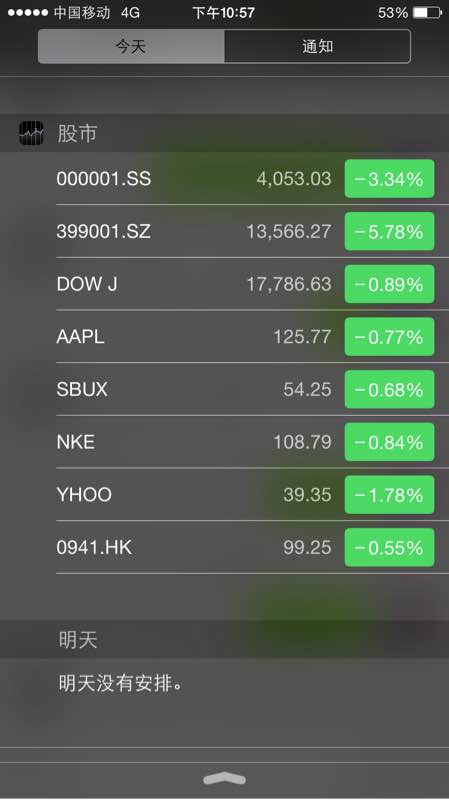 中国移动 4G 下午10:57 53%
今天 通知
股市
000001.SS 4,053.03 −3.34%
399001.SZ 13,566.27 −5.78%
DOW J 17,786.63 −0.89%
AAPL 125.77 −0.77%
SBUX 54.25 −0.68%
NKE 108.79 −0.84%
YHOO 39.35 −1.78%
0941.HK 99.25 −0.55%
明天
明天没有安排。